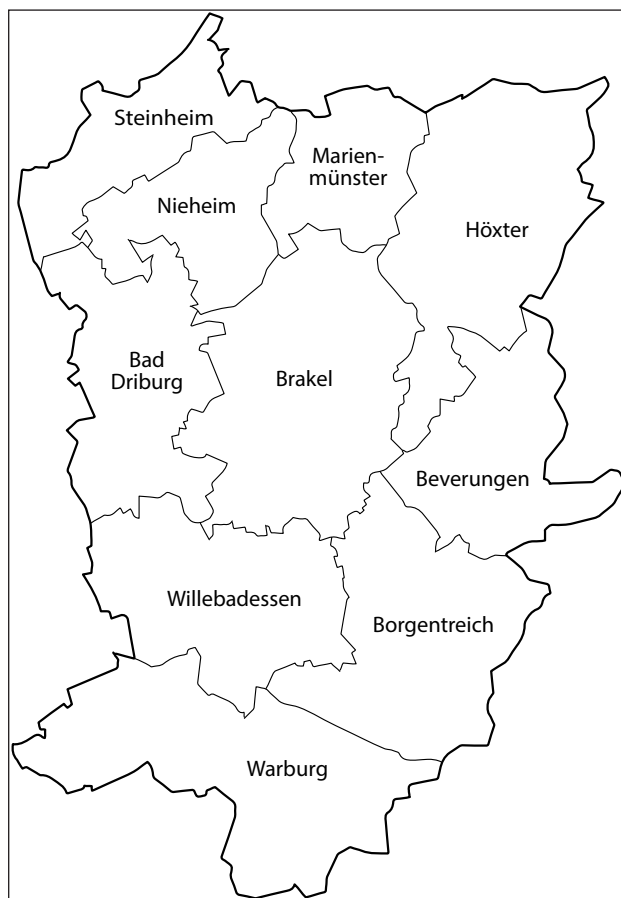 Steinheim
Marien-
münster
Nieheim
Höxter
Bad
Driburg
Brakel
Beverungen
Willebadessen
Borgentreich
Warburg